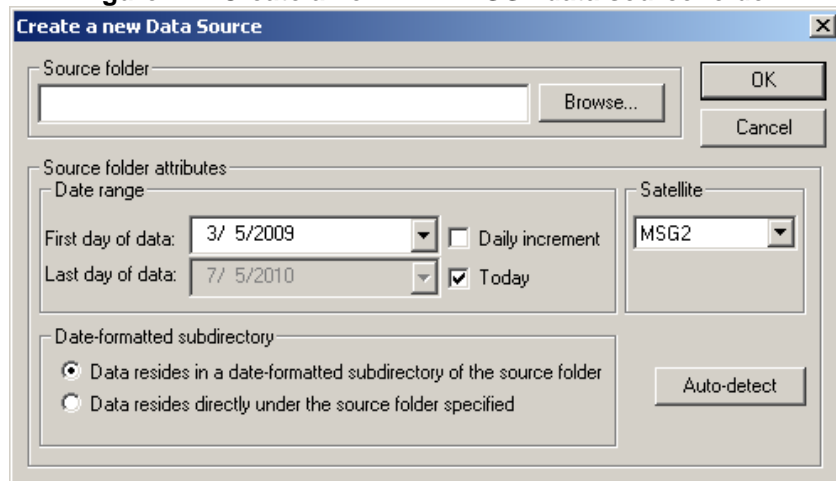 Create a new Data Source
Source folder
Browse...
OK
Cancel
Source folder attributes
Date range
First day of data: 3/ 5/2009 Daily increment
Last day of data: 7/ 5/2010 Today
Satellite
MSG2
Date-formatted subdirectory
Data resides in a date-formatted subdirectory of the source folder
Data resides directly under the source folder specified
Auto-detect